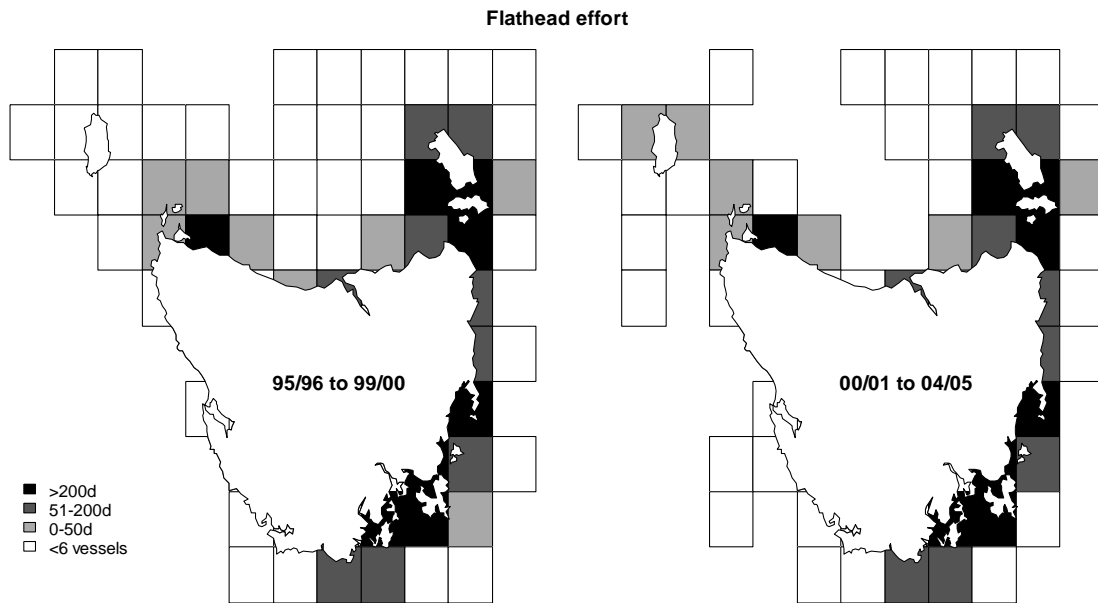 Flathead effort
95/96 to 99/00
00/01 to 04/05
>200d
51-200d
0-50d
<6 vessels